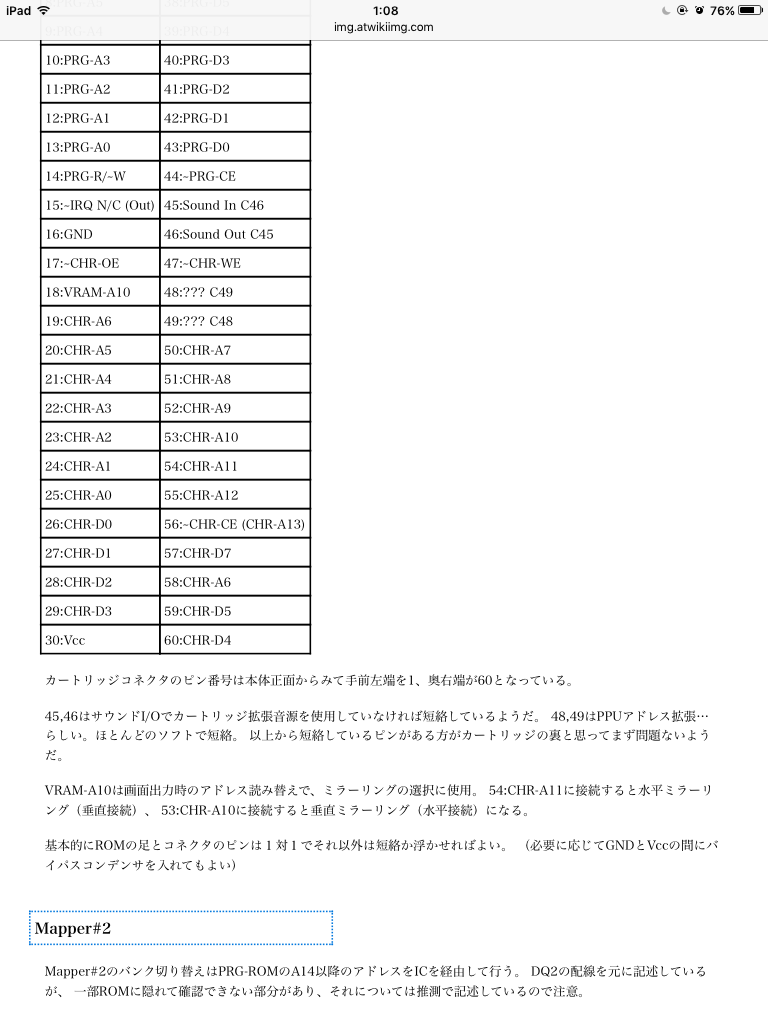 iPad 1:08 76%
img.atwikiimg.com
10:PRG-A3 40:PRG-D3
11:PRG-A2 41:PRG-D2
12:PRG-A1 42:PRG-D1
13:PRG-A0 43:PRG-D0
14:PRG-R/~W 44:~PRG-CE
15:~IRQ N/C (Out) 45:Sound In C46
16:GND 46:Sound Out C45
17:~CHR-OE 47:~CHR-WE
18:VRAM-A10 48:??? C49
19:CHR-A6 49:??? C48
20:CHR-A5 50:CHR-A7
21:CHR-A4 51:CHR-A8
22:CHR-A3 52:CHR-A9
23:CHR-A2 53:CHR-A10
24:CHR-A1 54:CHR-A11
25:CHR-A0 55:CHR-A12
26:CHR-D0 56:~CHR-CE (CHR-A13)
27:CHR-D1 57:CHR-D7
28:CHR-D2 58:CHR-A6
29:CHR-D3 59:CHR-D5
30:Vcc 60:CHR-D4
カートリッジコネクタのピン番号は本体正面からみて手前左端を1、奥右端が60となっている。
45,46はサウンドI/Oでカートリッジ拡張音源を使用していなければ短絡しているようだ。 48,49はPPUアドレス拡張…
らしい。ほとんどのソフトで短絡。 以上から短絡しているピンがある方がカートリッジの裏と思ってまず問題ないよう
だ。
VRAM-A10は画面出力時のアドレス読み替えで、ミラーリングの選択に使用。 54:CHR-A11に接続すると水平ミラーリ
ング（垂直接続）、 53:CHR-A10に接続すると垂直ミラーリング（水平接続）になる。
基本的にROMの足とコネクタのピンは１対１でそれ以外は短絡か浮かせればよい。 （必要に応じてGNDとVccの間にバ
イパスコンデンサを入れてもよい）
Mapper#2
Mapper#2のバンク切り替えはPRG-ROMのA14以降のアドレスをICを経由して行う。 DQ2の配線を元に記述している
が、 一部ROMに隠れて確認できない部分があり、それについては推測で記述しているので注意。